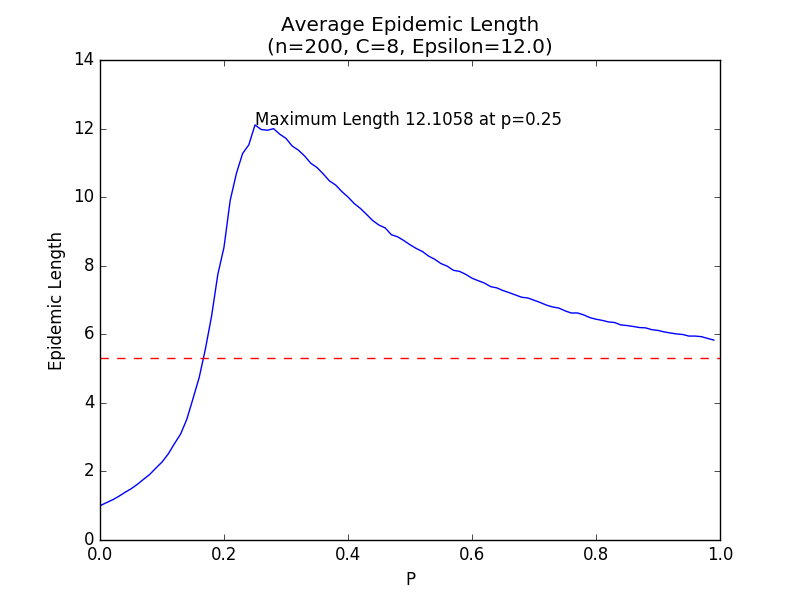 Average Epidemic Length
(n=200, C=8, Epsilon=12.0)
14
12
10
8
6
4
2
0
Epidemic Length
Maximum Length 12.1058 at p=0.25
0.0 0.2 0.4 0.6 0.8 1.0
P